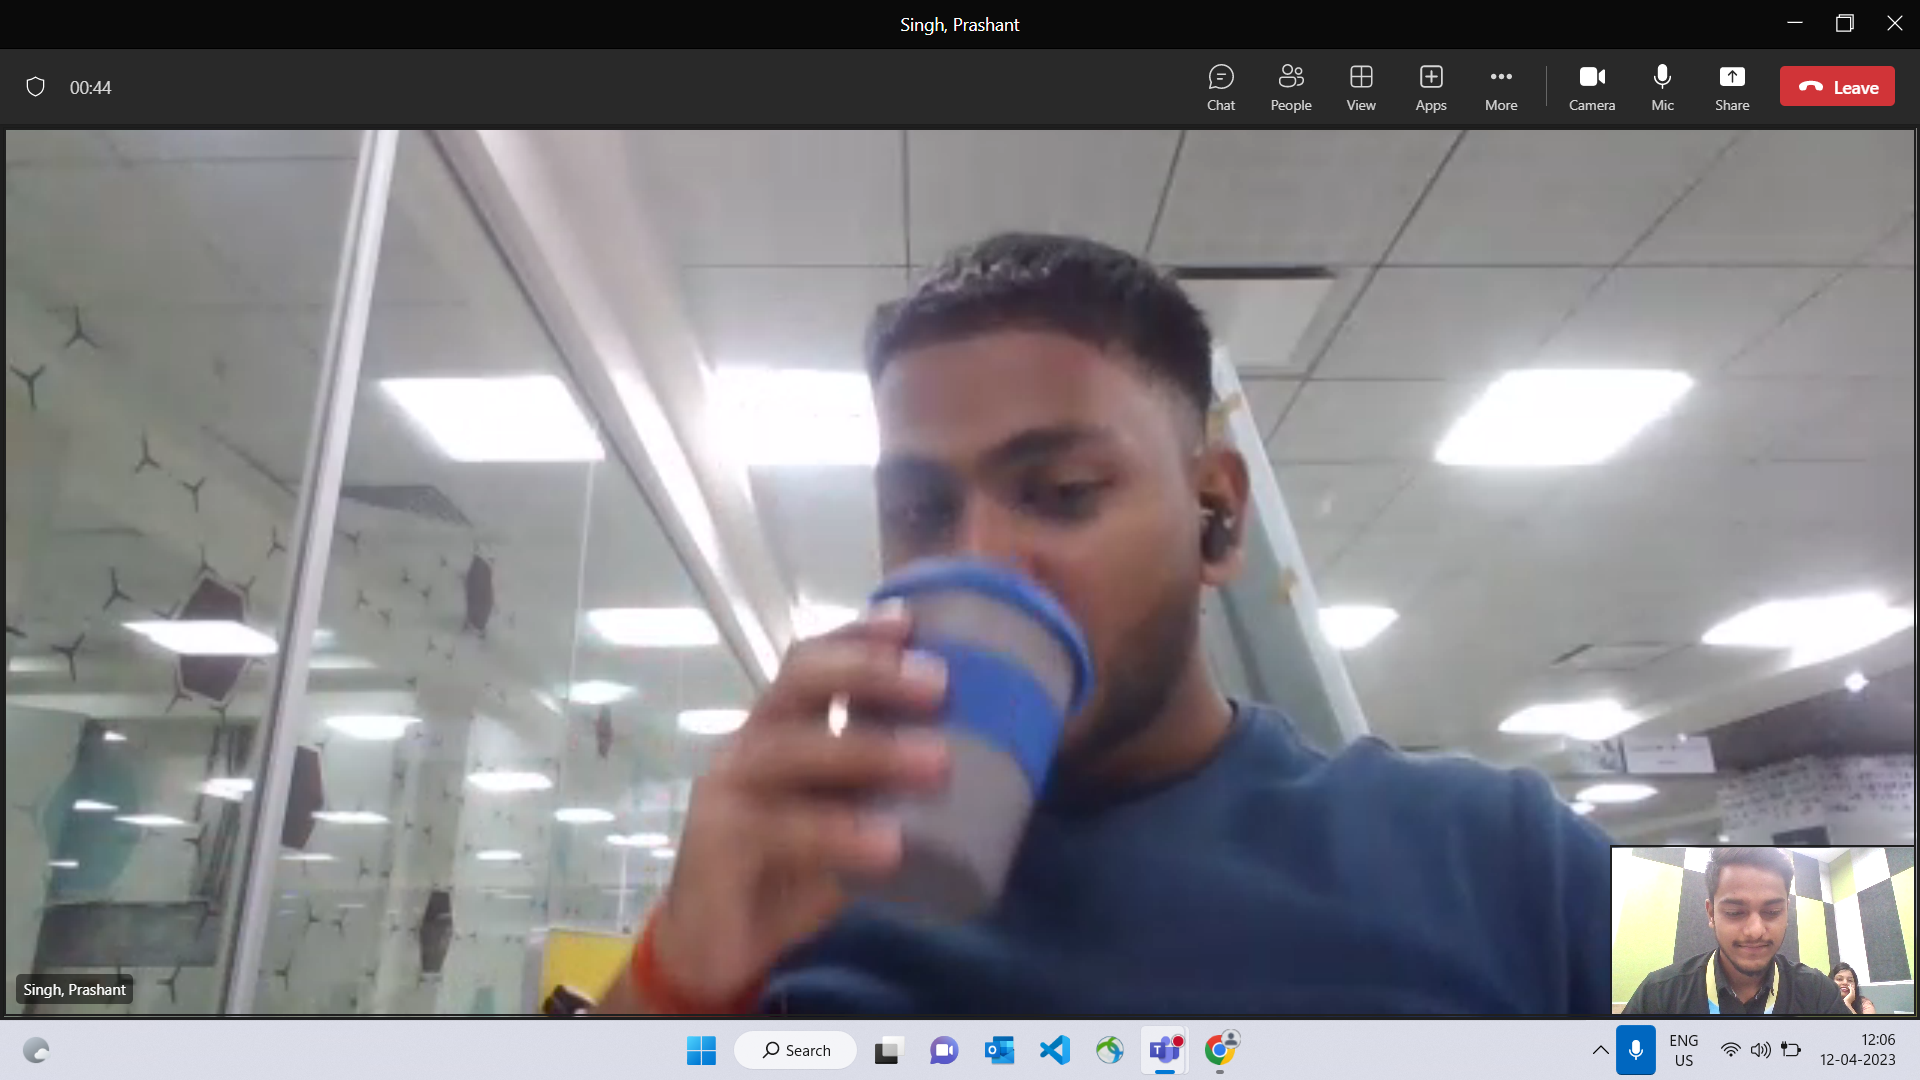 Singh, Prashant
00:44
Chat
People
View
Apps
More
Camera
Mic
Share
Leave
Singh, Prashant
Search
ENG
US
12:06
12-04-2023